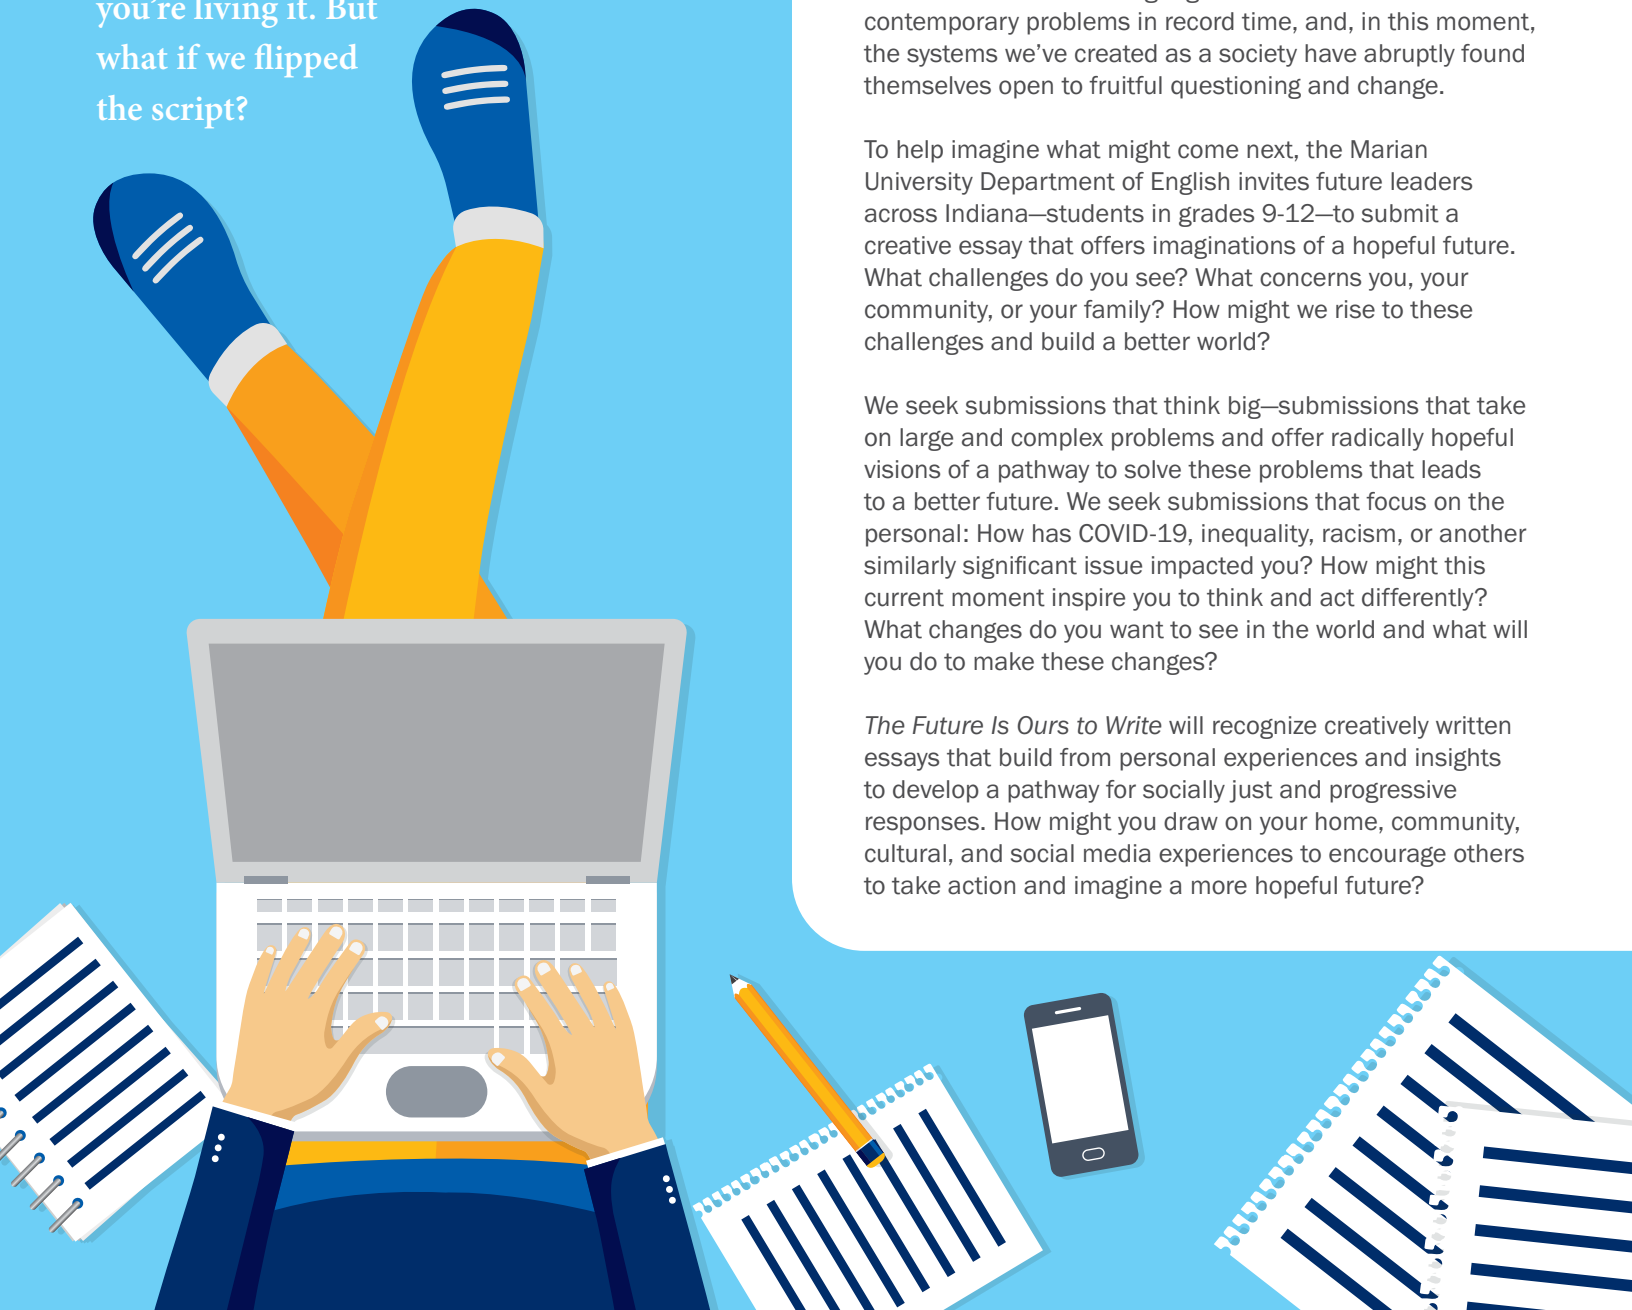 you’re living it. But
what if we flipped
the script?
contemporary problems in record time, and, in this moment,
the systems we’ve created as a society have abruptly found
themselves open to fruitful questioning and change.
To help imagine what might come next, the Marian
University Department of English invites future leaders
across Indiana—students in grades 9-12—to submit a
creative essay that offers imaginations of a hopeful future.
What challenges do you see? What concerns you, your
community, or your family? How might we rise to these
challenges and build a better world?
We seek submissions that think big—submissions that take
on large and complex problems and offer radically hopeful
visions of a pathway to solve these problems that leads
to a better future. We seek submissions that focus on the
personal: How has COVID-19, inequality, racism, or another
similarly significant issue impacted you? How might this
current moment inspire you to think and act differently?
What changes do you want to see in the world and what will
you do to make these changes?
The Future Is Ours to Write will recognize creatively written
essays that build from personal experiences and insights
to develop a pathway for socially just and progressive
responses. How might you draw on your home, community,
cultural, and social media experiences to encourage others
to take action and imagine a more hopeful future?